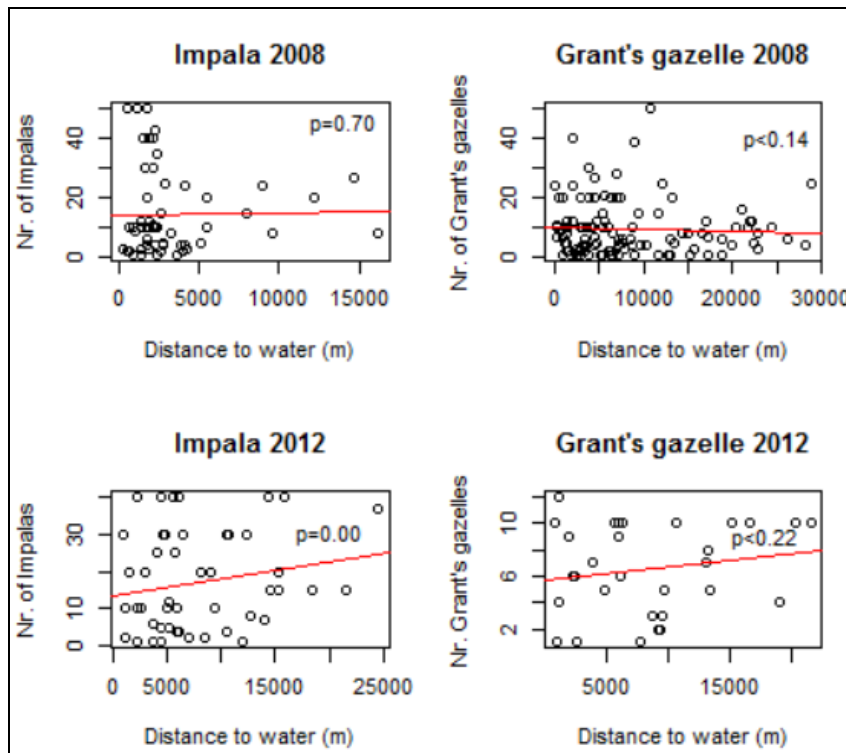 Impala 2008
Nr. of Impalas
40
20
0
p=0.70
0 5000 10000 15000
Distance to water (m)
Grant's gazelle 2008
Nr. of Grant's gazelles
40
20
0
p<0.14
0 10000 20000 30000
Distance to water (m)
Impala 2012
Nr. of Impalas
30
10
0
p=0.00
0 5000 15000 25000
Distance to water (m)
Grant's gazelle 2012
Nr. Grant's gazelles
10
6
2
p<0.22
5000 15000
Distance to water (m)